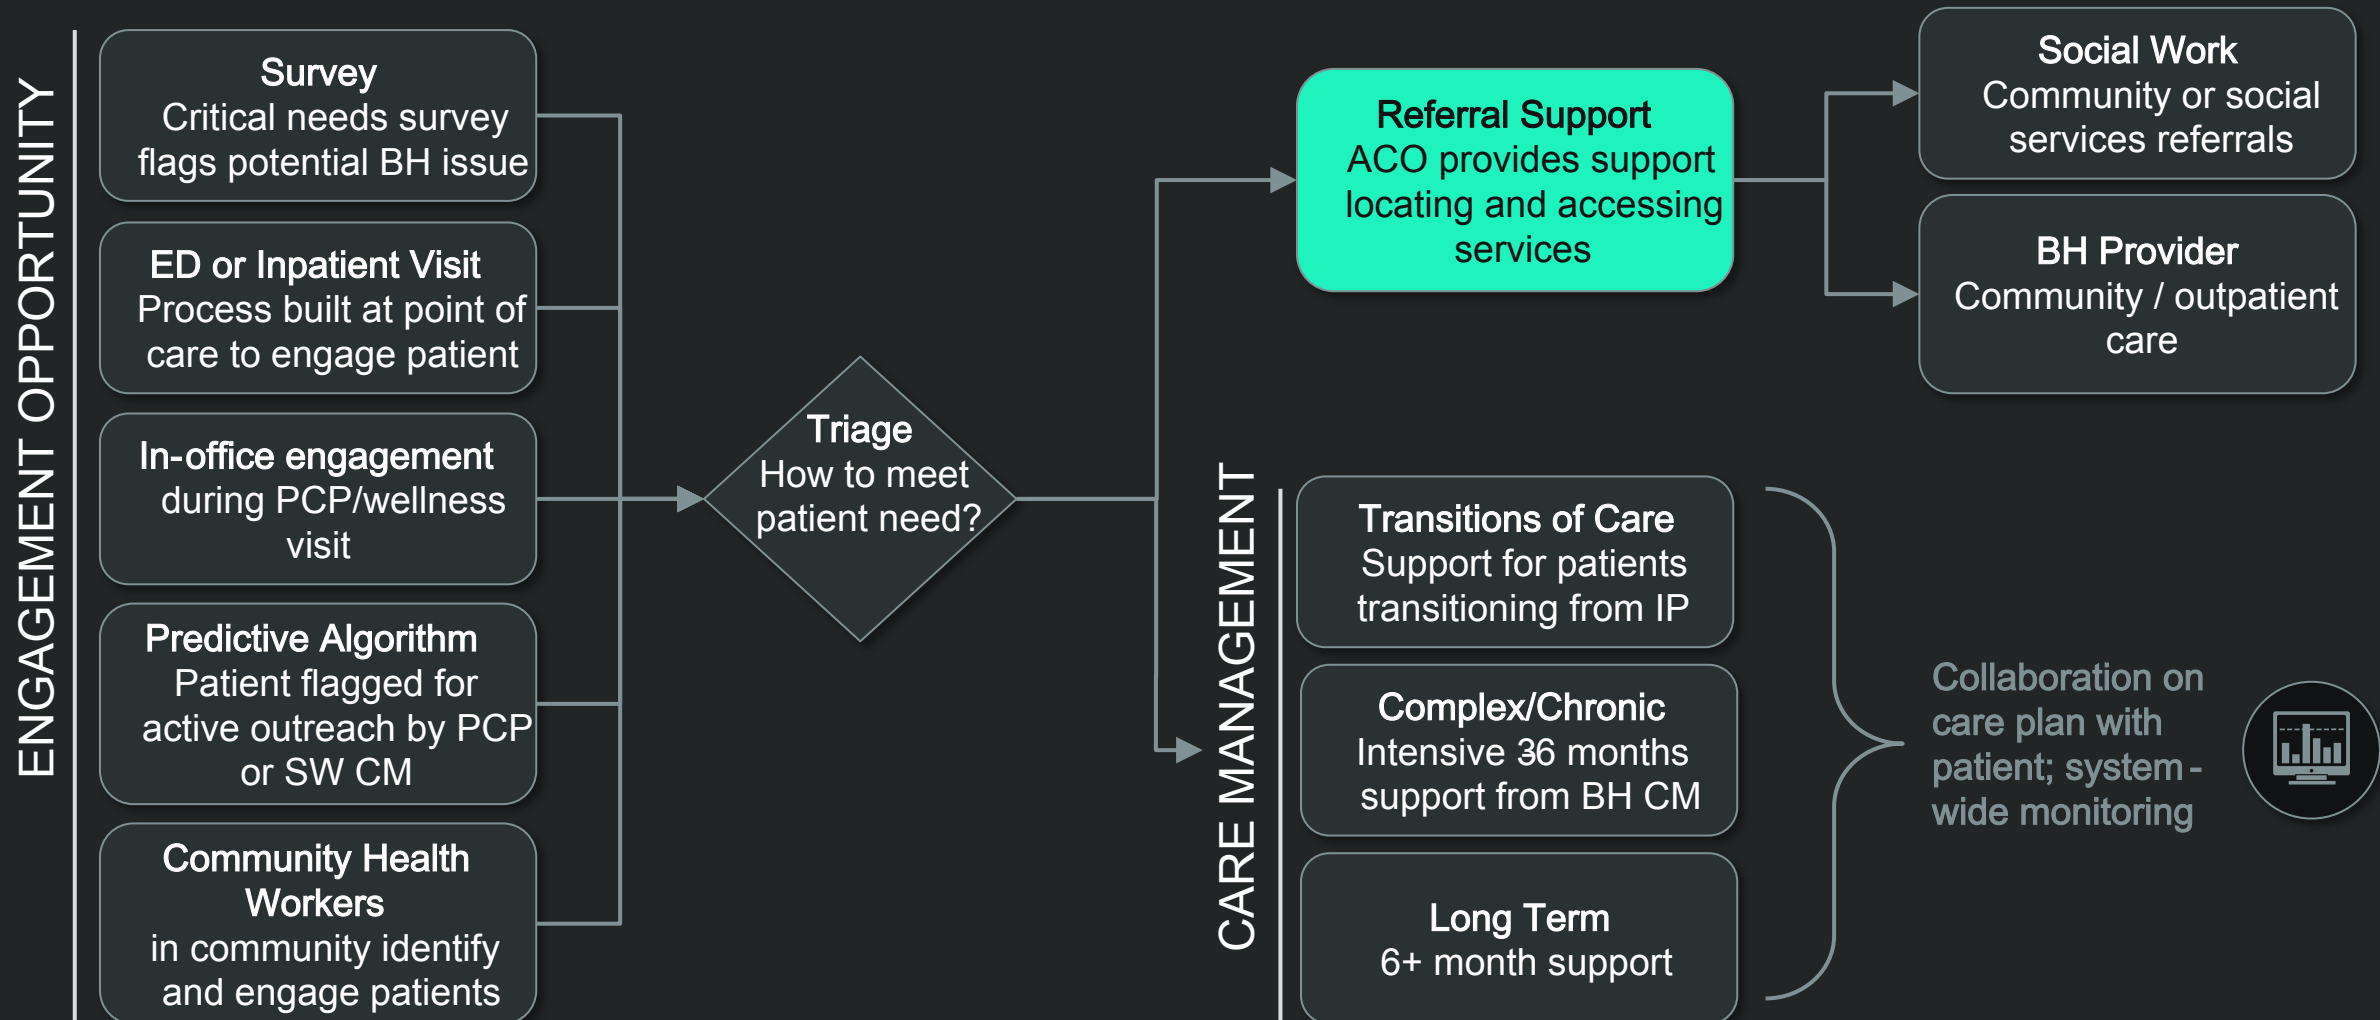 ENGAGEMENT OPPORTUNITY
Survey
Critical needs survey
flags potential BH issue
ED or Inpatient Visit
Process built at point of
care to engage patient
In-office engagement
during PCP/wellness
visit
Predictive Algorithm
Patient flagged for
active outreach by PCP
or SW CM
Community Health
Workers
in community identify
and engage patients
Triage
How to meet
patient need?
Referral Support
ACO provides support
locating and accessing
services
Social Work
Community or social
services referrals
BH Provider
Community / outpatient
care
CARE MANAGEMENT
Transitions of Care
Support for patients
transitioning from IP
Complex/Chronic
Intensive 3-6 months
support from BH CM
Long Term
6+ month support
Collaboration on
care plan with
patient; system-
wide monitoring